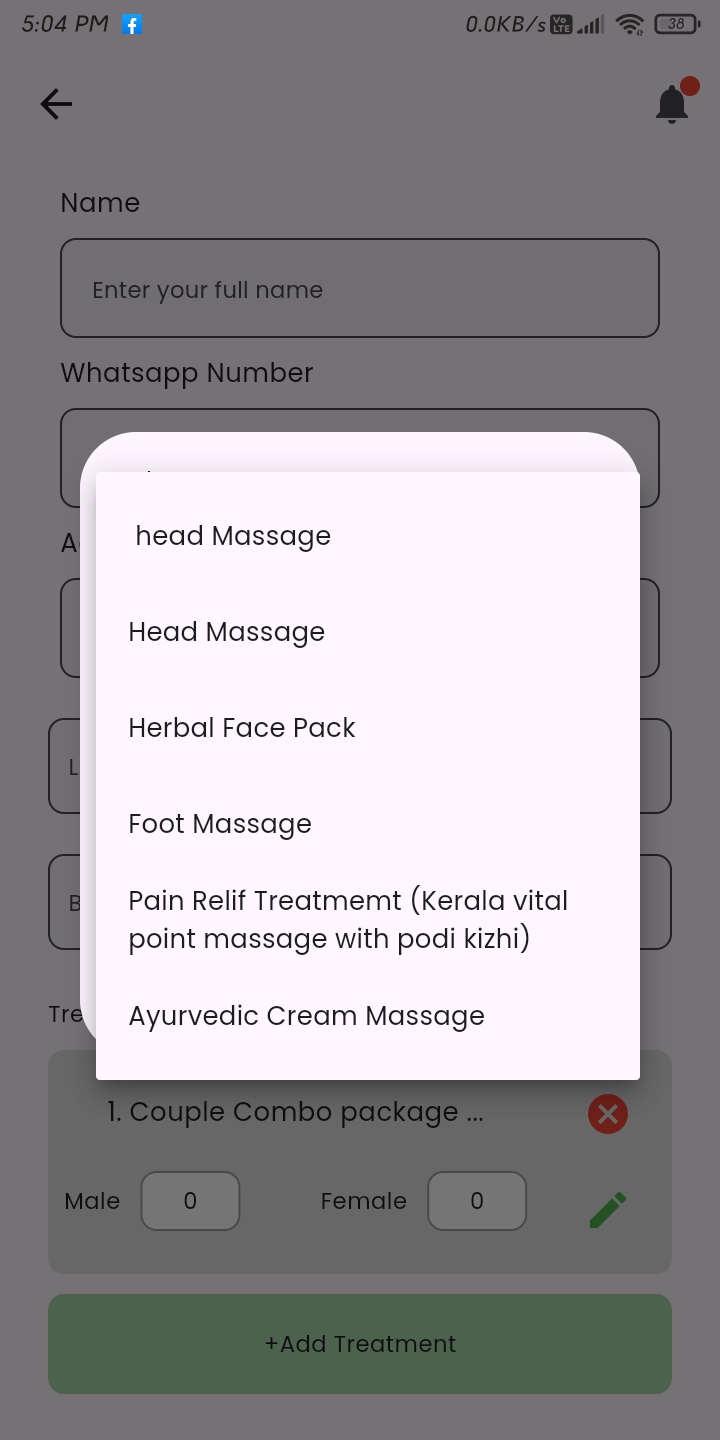 5:04 PM
0.0KB/s Vo LTE 38
Name
Enter your full name
Whatsapp Number
head Massage
Head Massage
Herbal Face Pack
Foot Massage
Pain Relif Treatmemt (Kerala vital
point massage with podi kizhi)
Ayurvedic Cream Massage
1. Couple Combo package ...
Male 0 Female 0
+Add Treatment